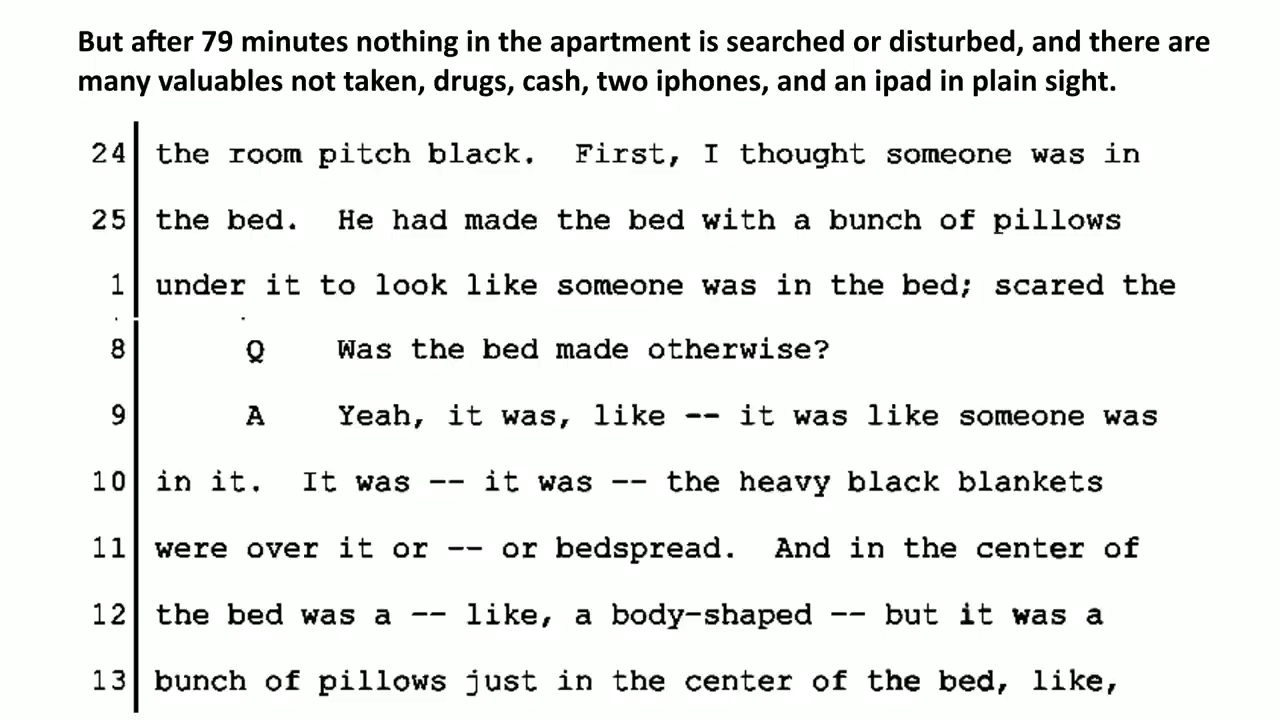 But after 79 minutes nothing in the apartment is searched or disturbed, and there are
many valuables not taken, drugs, cash, two iphones, and an ipad in plain sight.
24 the room pitch black. First, I thought someone was in
25 the bed. He had made the bed with a bunch of pillows
1 under it to look like someone was in the bed; scared the
8 Q Was the bed made otherwise?
9 A Yeah, it was, like -- it was like someone was
10 in it. It was -- it was -- the heavy black blankets
11 were over it or -- or bedspread. And in the center of
12 the bed was a -- like, a body-shaped -- but it was a
13 bunch of pillows just in the center of the bed, like,